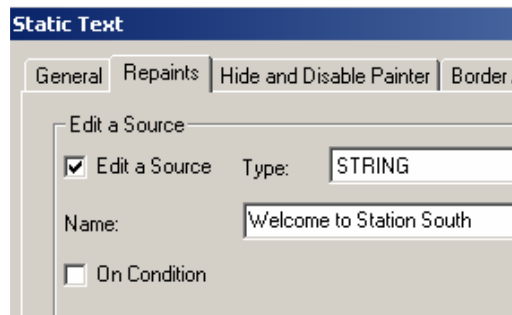 Static Text
General Repaints Hide and Disable Painter Border
Edit a Source
Edit a Source Type: STRING
Name: Welcome to Station South
On Condition